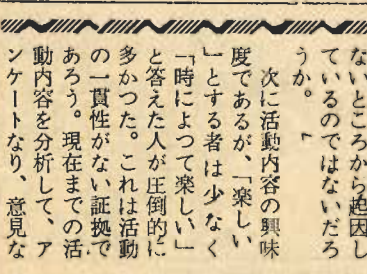 ないところから起因し
ているのではないだろ
うか。「
次に活動内容の興味
度であるが、「楽しい
」とする者は少なく
「時によつて楽しい」
と答えた人が圧倒的に
多かつた。これは活動
の一貫性がない証拠で
あろう。現在までの活
動内容を分析して、ア
ンケートなり、意見な